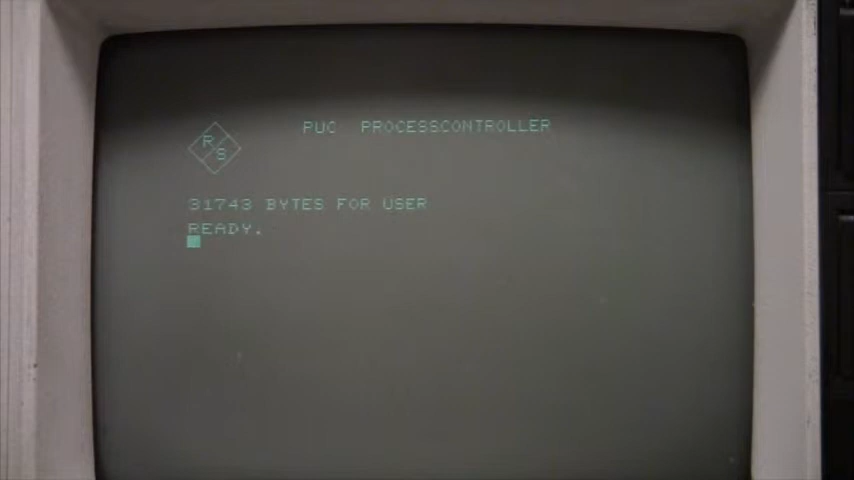 PUC PROCESSCONTROLLER
R/S
31743 BYTES FOR USER
READY.